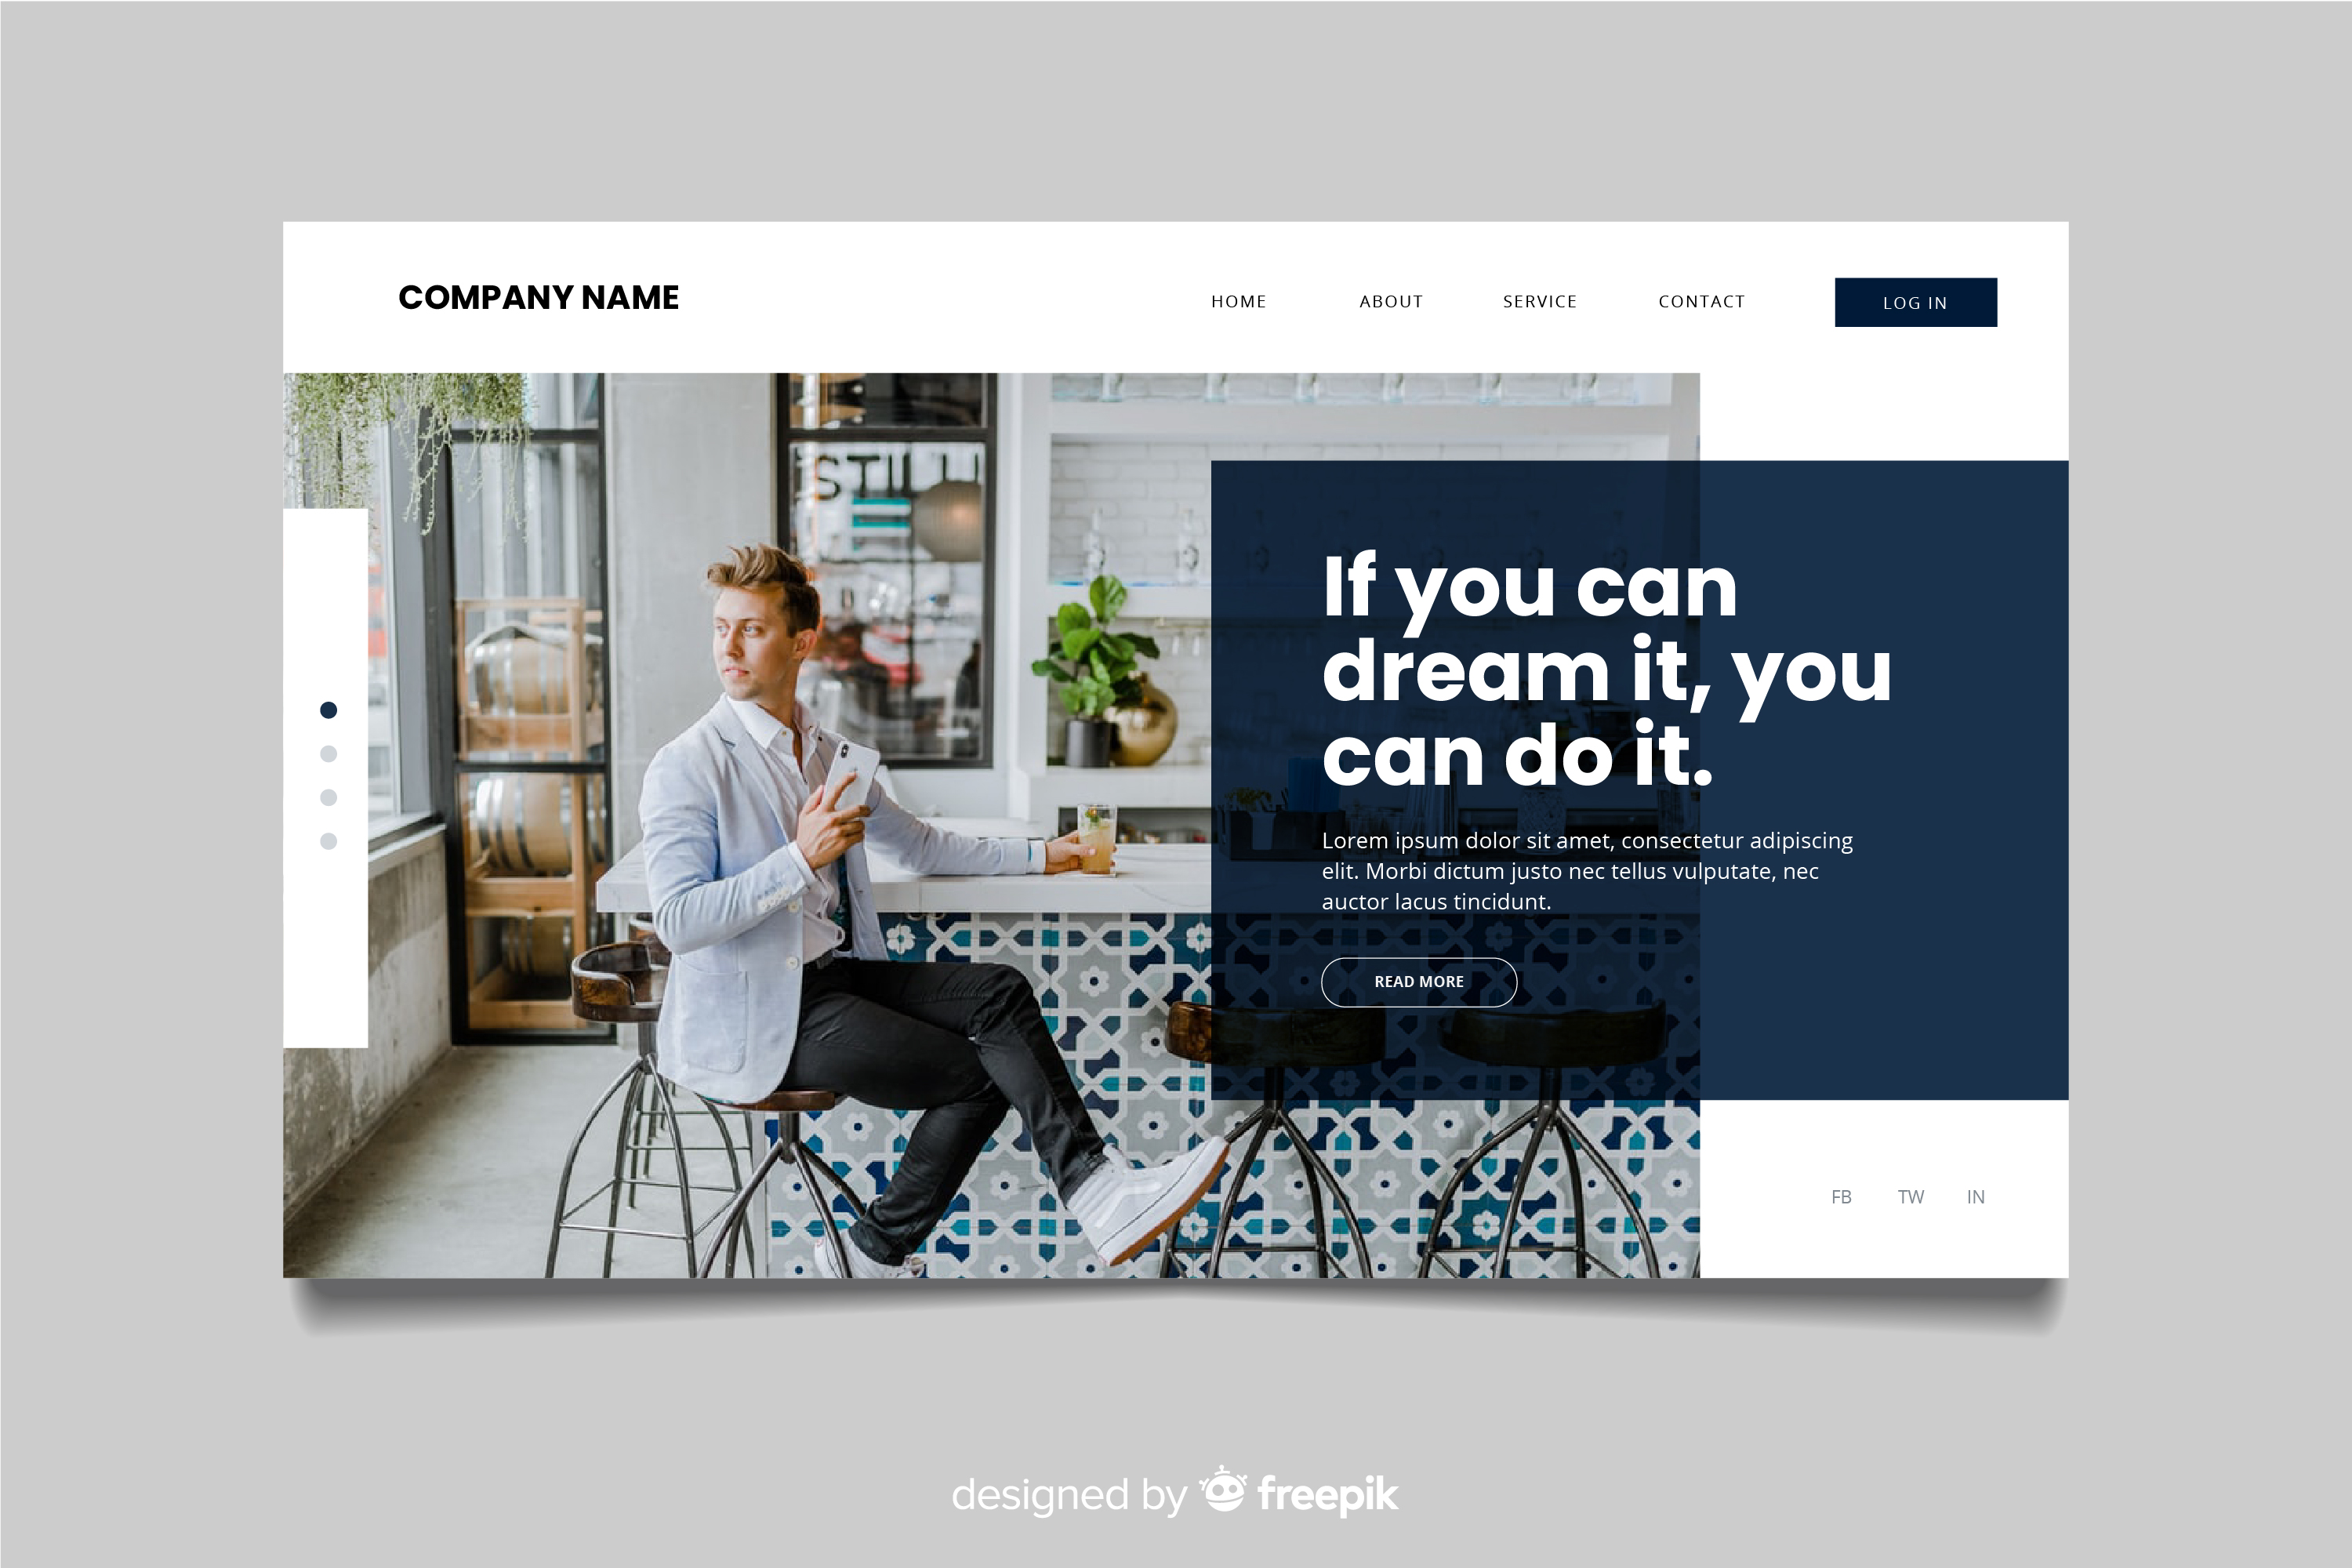 COMPANY NAME
HOME ABOUT SERVICE CONTACT LOG IN
If you can
dream it, you
can do it.
Lorem ipsum dolor sit amet, consectetur adipiscing
elit. Morbi dictum justo nec tellus vulputate, nec
auctor lacus tincidunt.
READ MORE
FB TW IN
designed by freepik